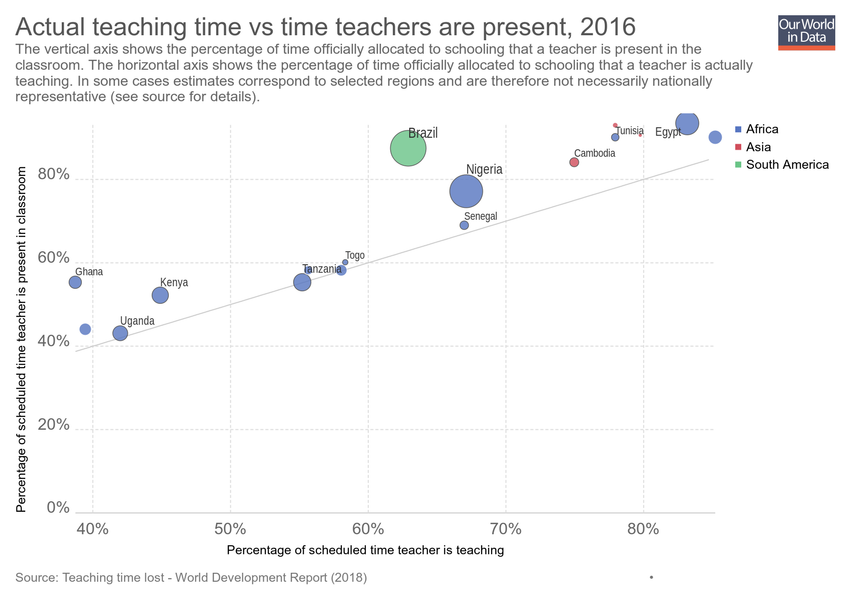 Actual teaching time vs time teachers are present, 2016
Our World
in Data
The vertical axis shows the percentage of time officially allocated to schooling that a teacher is present in the
classroom. The horizontal axis shows the percentage of time officially allocated to schooling that a teacher is actually
teaching. In some cases estimates correspond to selected regions and are therefore not necessarily nationally
representative (see source for details).
Africa
Asia
South America
Brazil
Tunisia
Egypt
Cambodia
Nigeria
80%
Senegal
Togo
60%
Tanzania
Ghana
Kenya
Uganda
40%
20%
0%
Percentage of scheduled time teacher is present in classroom
40%
50%
60%
70%
80%
Percentage of scheduled time teacher is teaching
Source: Teaching time lost - World Development Report (2018)